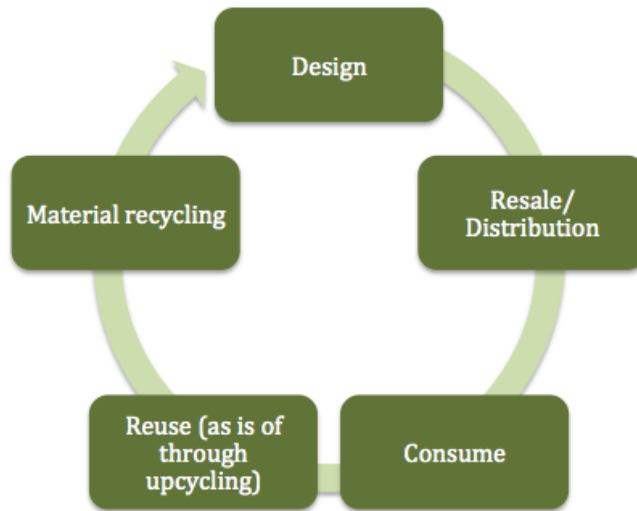 Design
Resale/
Distribution
Consume
Reuse (as is of
through
upcycling)
Material recycling